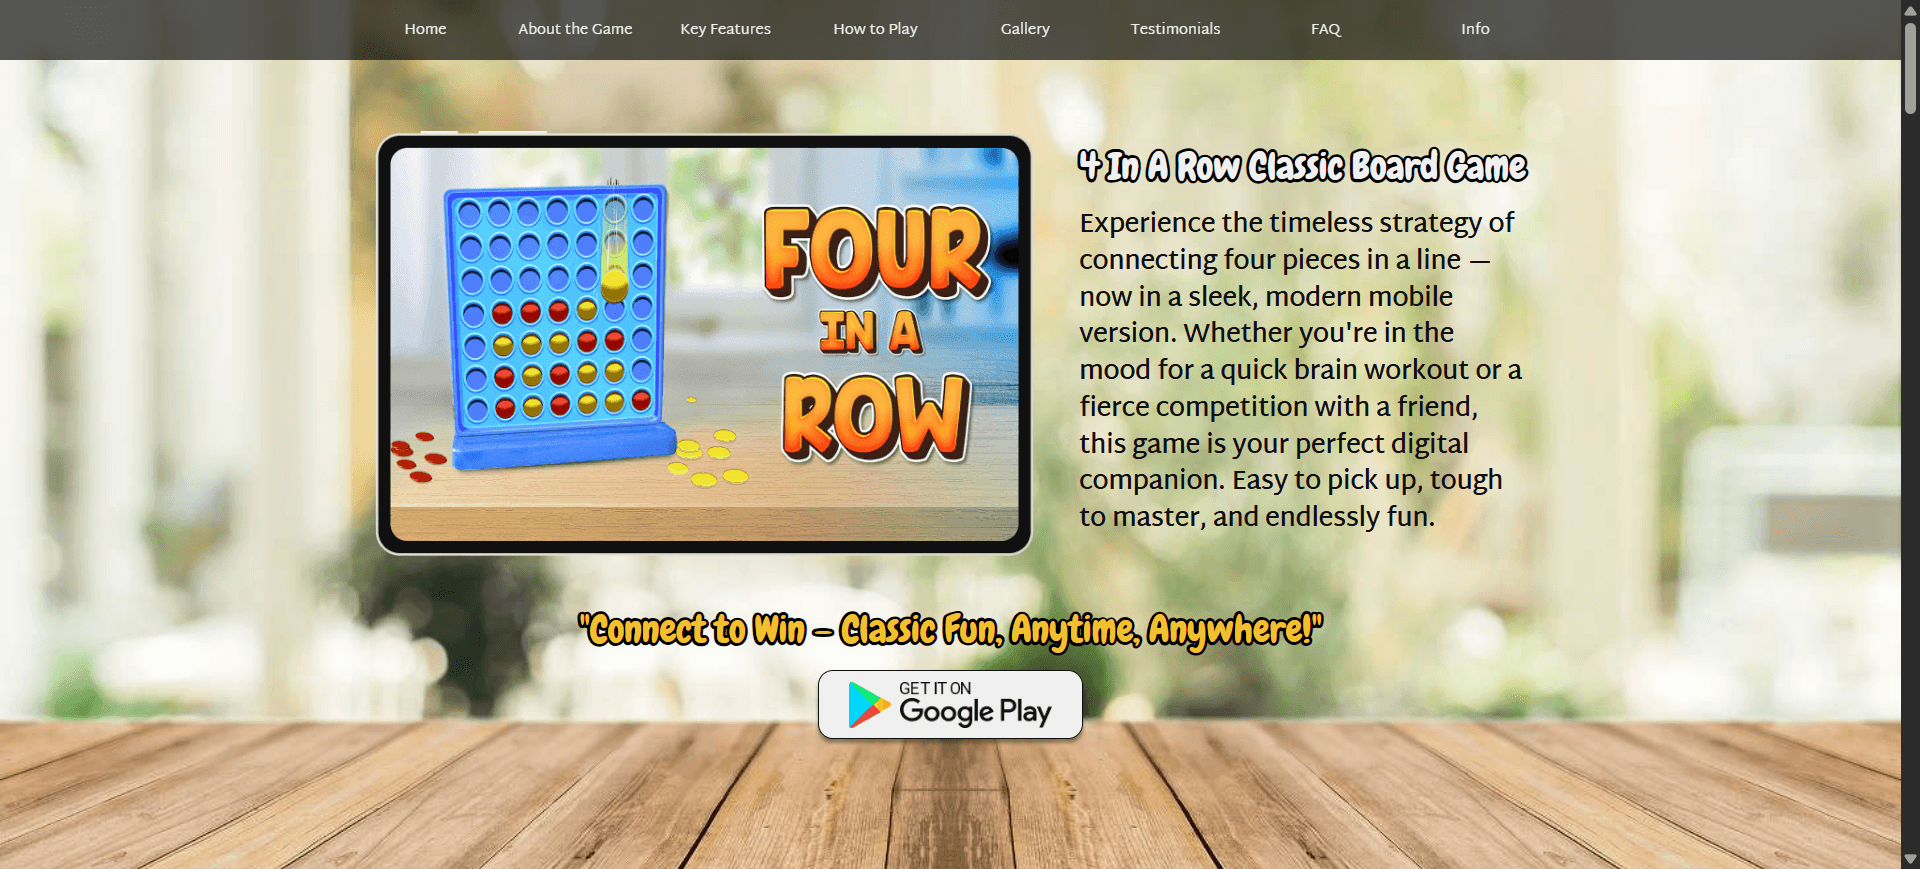 Home About the Game Key Features How to Play Gallery Testimonials FAQ Info
FOUR
IN A
ROW
4 In A Row Classic Board Game
Experience the timeless strategy of
connecting four pieces in a line —
now in a sleek, modern mobile
version. Whether you're in the
mood for a quick brain workout or a
fierce competition with a friend,
this game is your perfect digital
companion. Easy to pick up, tough
to master, and endlessly fun.
"Connect to Win – Classic Fun, Anytime, Anywhere!"
GET IT ON
Google Play